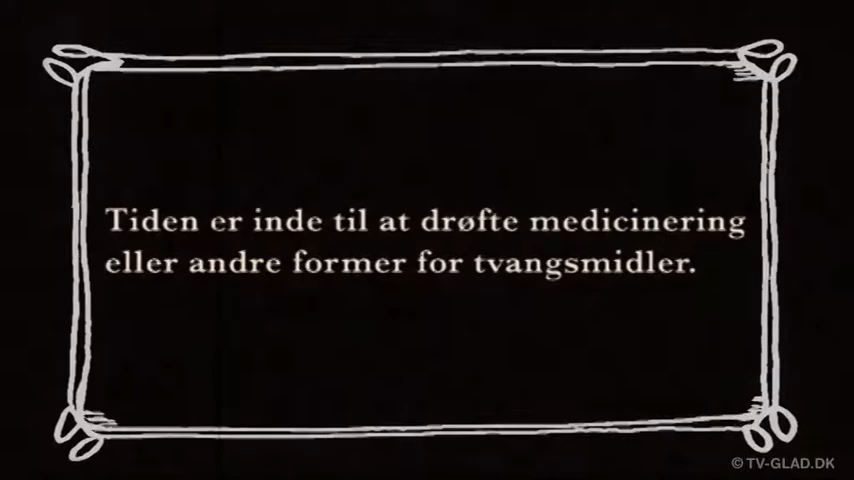 Tiden er inde til at drøfte medicinering
eller andre former for tvangsmidler.
© TV-GLAD.DK